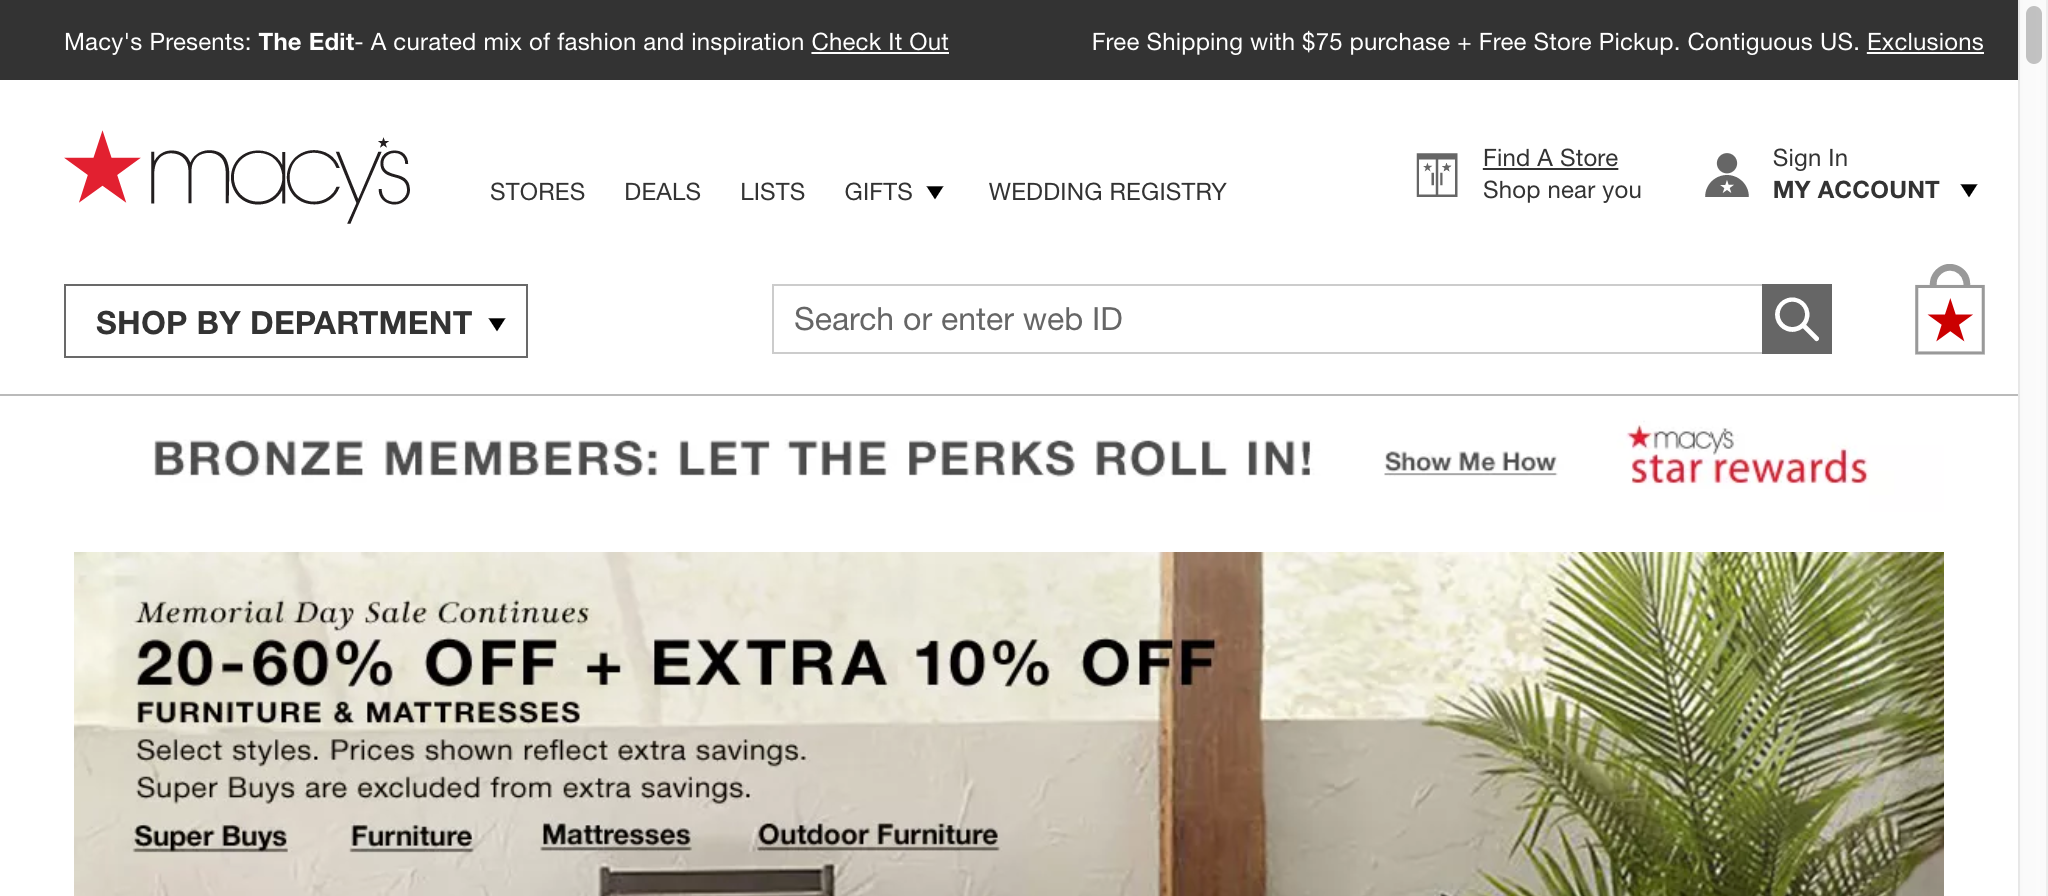 Macy's Presents: The Edit- A curated mix of fashion and inspiration Check It Out
Free Shipping with $75 purchase + Free Store Pickup. Contiguous US. Exclusions
macy's
STORES
DEALS
LISTS
GIFTS
WEDDING REGISTRY
Find A Store
Shop near you
Sign In
MY ACCOUNT
SHOP BY DEPARTMENT
Search or enter web ID
BRONZE MEMBERS: LET THE PERKS ROLL IN!
Show Me How
macy's
star rewards
Memorial Day Sale Continues
20-60% OFF + EXTRA 10% OFF
FURNITURE & MATTRESSES
Select styles. Prices shown reflect extra savings.
Super Buys are excluded from extra savings.
Super Buys
Furniture
Mattresses
Outdoor Furniture